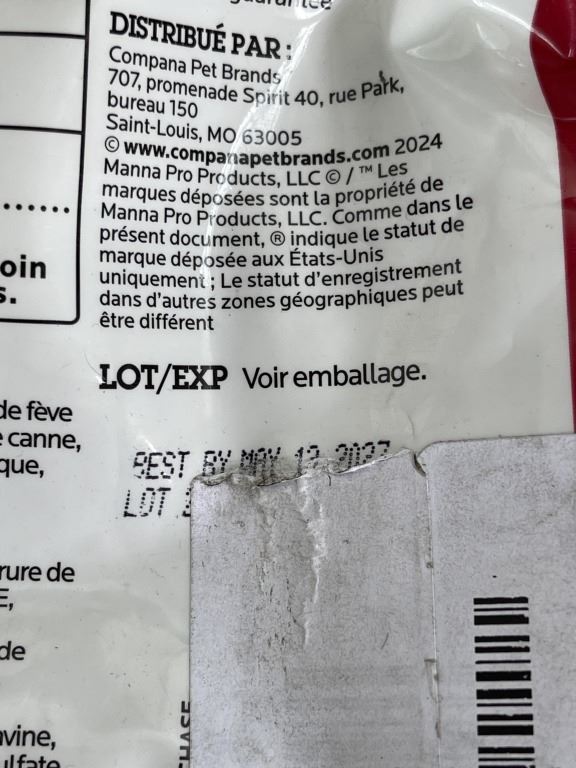 DISTRIBUÉ PAR :
Compana Pet Brands
707, promenade Spirit 40, rue Park,
bureau 150
Saint-Louis, MO 63005
© www.companapetbrands.com 2024
Manna Pro Products, LLC © / ™ Les
marques déposées sont la propriété de
Manna Pro Products, LLC. Comme dans le
présent document, ® indique le statut de
marque déposée aux États-Unis
uniquement ; Le statut d'enregistrement
dans d'autres zones géographiques peut
être différent
LOT/EXP Voir emballage.
BEST BY MAY 2027
LOT
oin
s.
de fève
canne,
que,
rure de
E,
de
avine,
ulfate